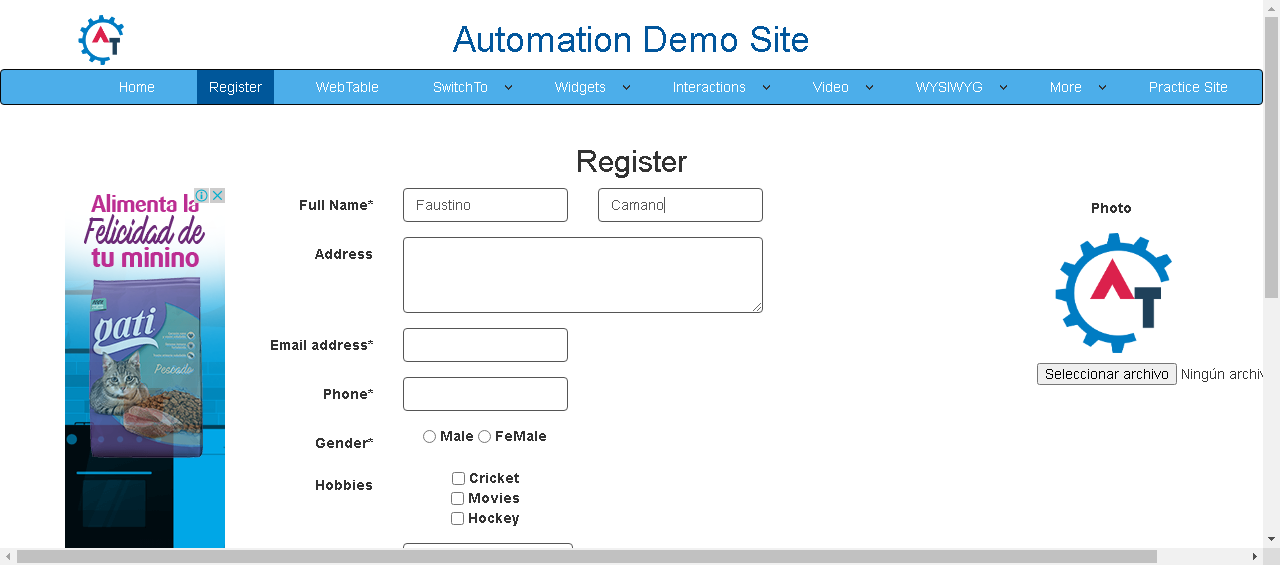 Automation Demo Site
Home Register WebTable SwitchTo Widgets Interactions Video WYSIWYG More Practice Site
Register
Alimenta la
Felicidad de
tu minino
gati
Pescado
Full Name* Faustino Camano
Address
Email address*
Phone*
Gender* Male FeMale
Hobbies Cricket
Movies
Hockey
Photo
AT
Seleccionar archivo Ningún archiv